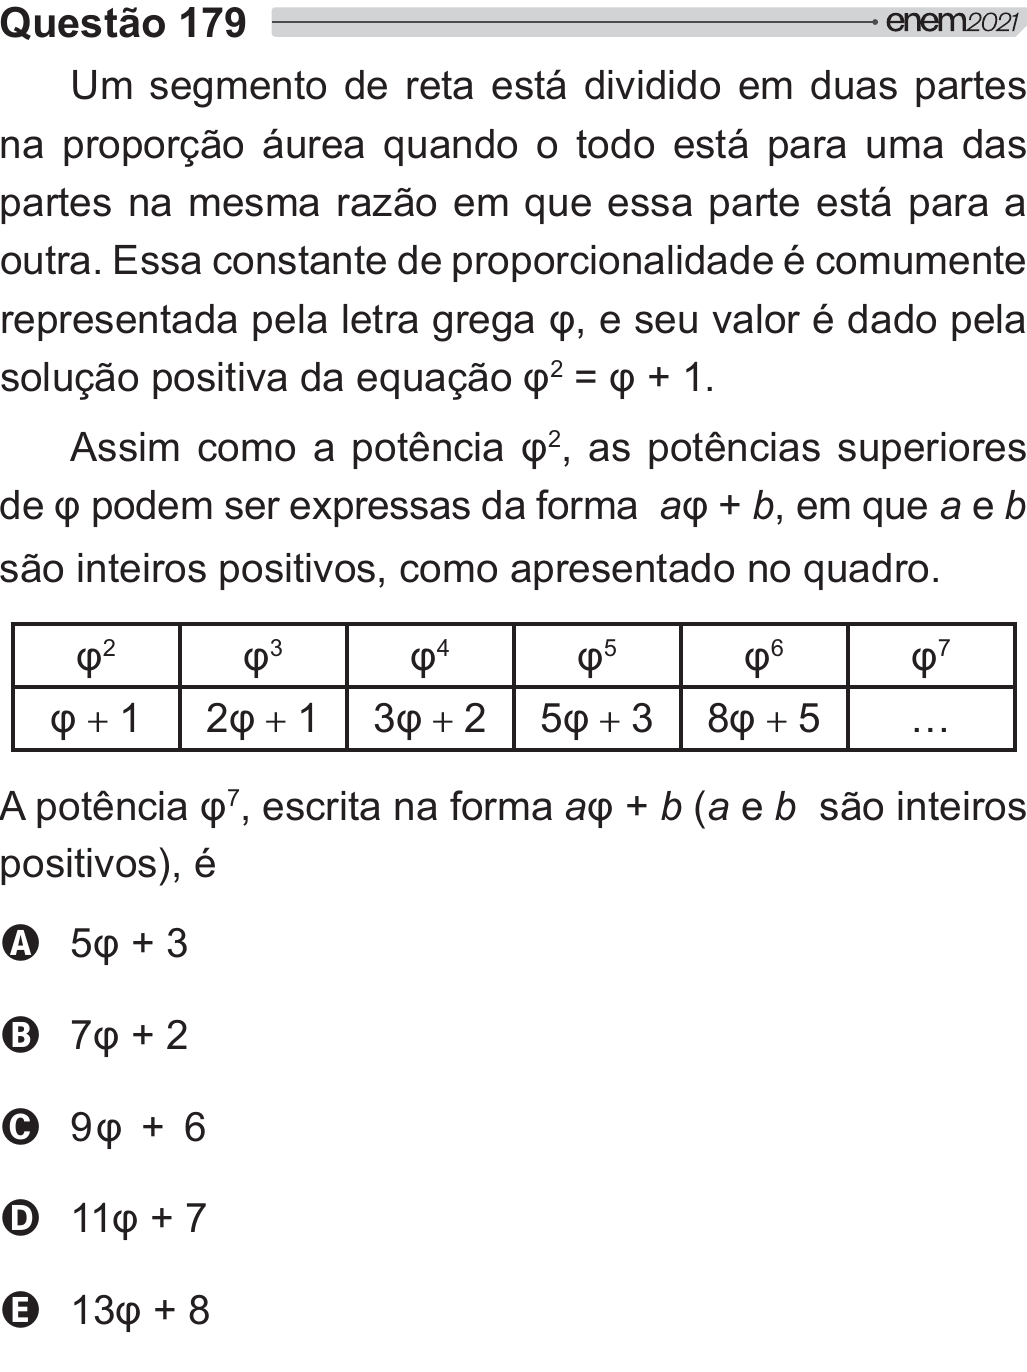 Questão 179 enem2021
Um segmento de reta está dividido em duas partes
na proporção áurea quando o todo está para uma das
partes na mesma razão em que essa parte está para a
outra. Essa constante de proporcionalidade é comumente
representada pela letra grega φ, e seu valor é dado pela
solução positiva da equação φ² = φ + 1.
Assim como a potência φ², as potências superiores
de φ podem ser expressas da forma aφ + b, em que a e b
são inteiros positivos, como apresentado no quadro.
φ² φ³ φ⁴ φ⁵ φ⁶ φ⁷
φ + 1 2φ + 1 3φ + 2 5φ + 3 8φ + 5 ...
A potência φ⁷, escrita na forma aφ + b (a e b são inteiros
positivos), é
A 5φ + 3
B 7φ + 2
C 9φ + 6
D 11φ + 7
E 13φ + 8